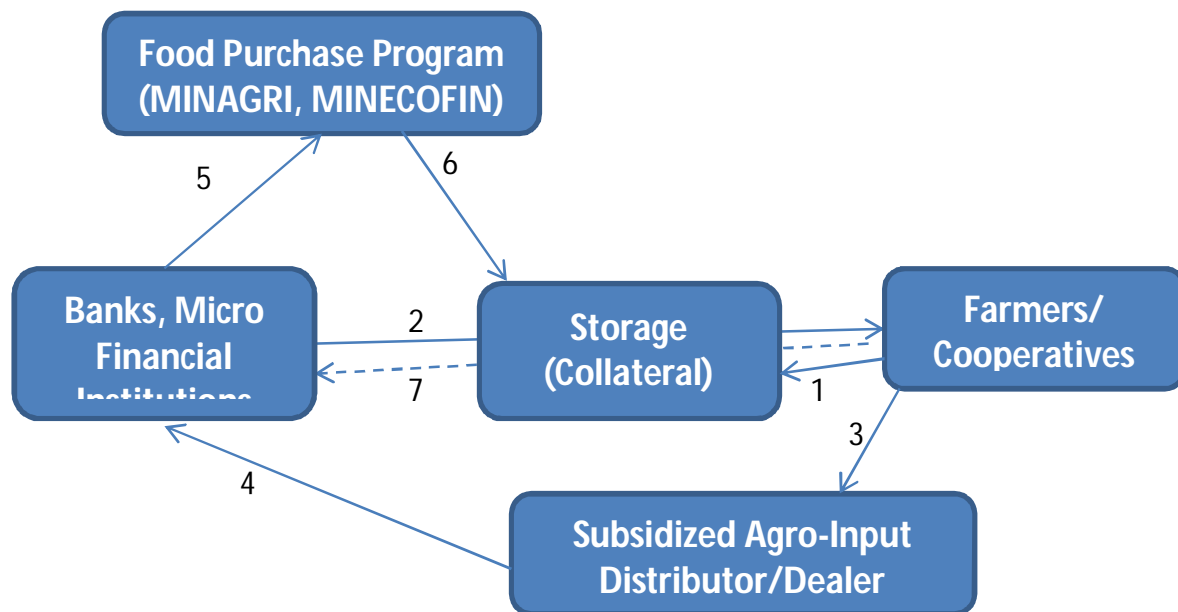 Food Purchase Program
(MINAGRI, MINECOFIN)
5
6
Banks, Micro
Financial
Institutions
2
7
Storage
(Collateral)
Farmers/
Cooperatives
1
3
4
Subsidized Agro-Input
Distributor/Dealer